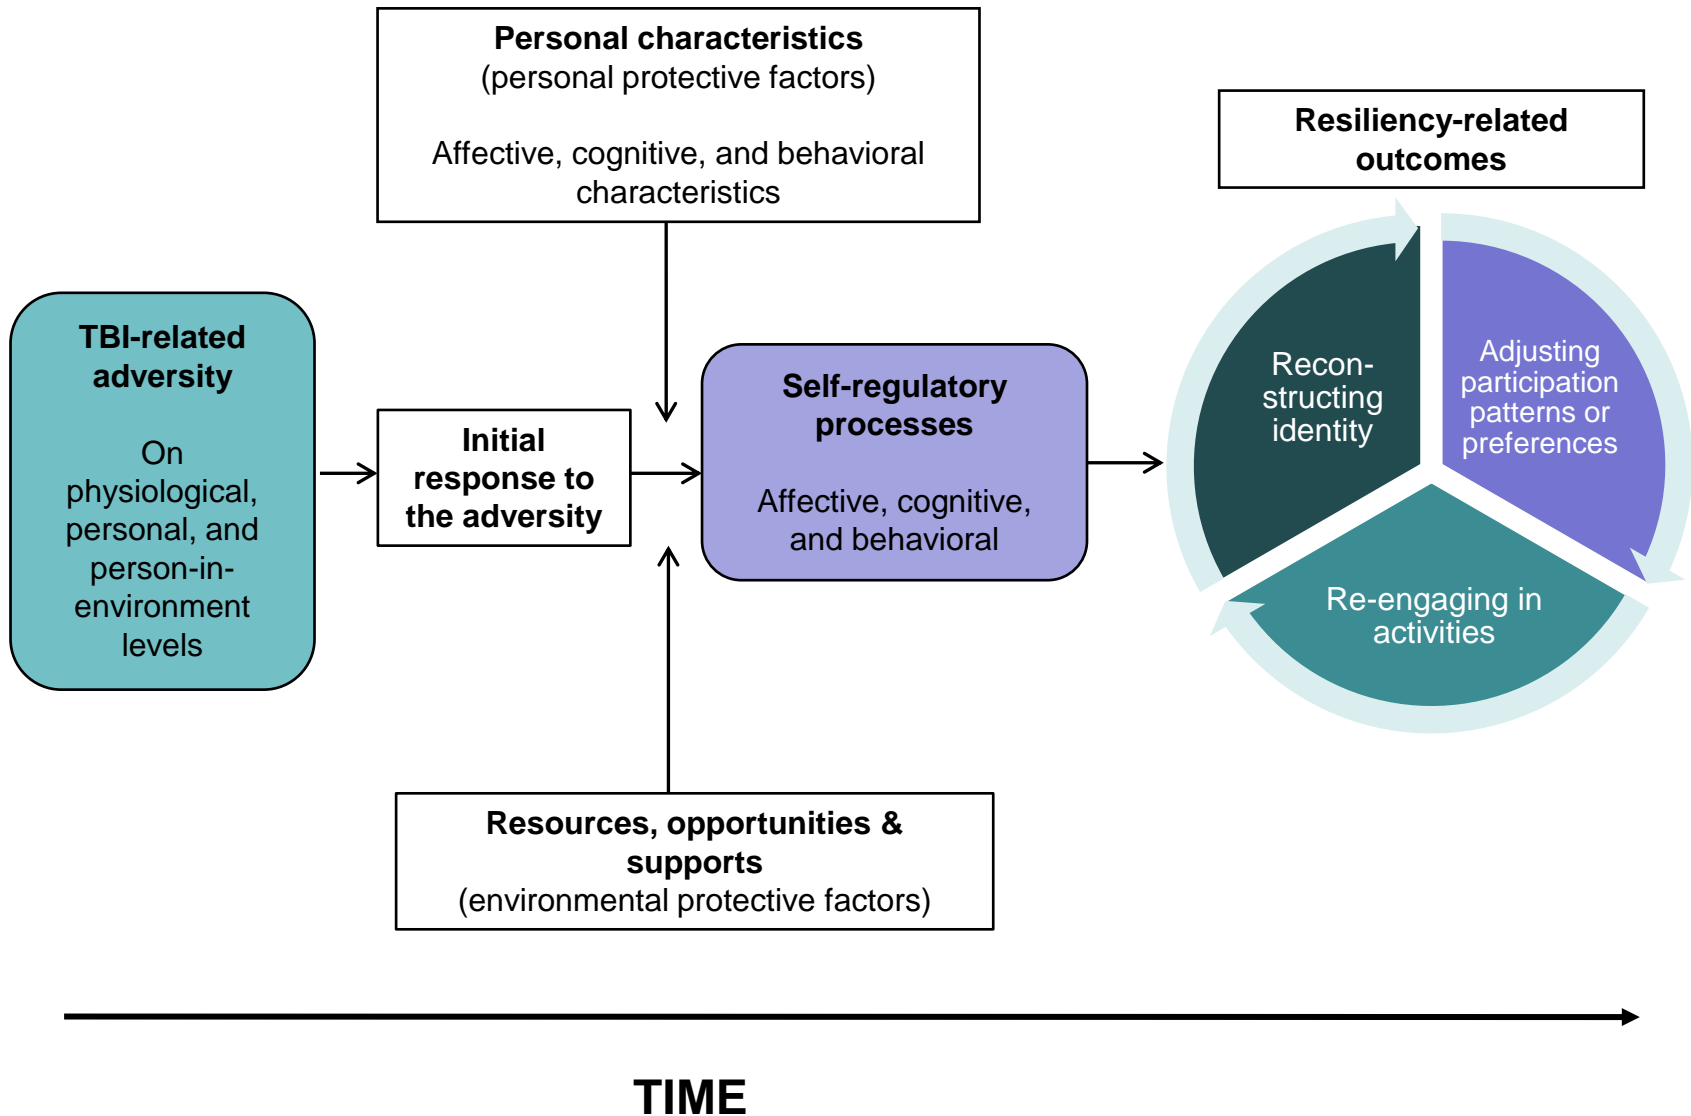 Personal characteristics
(personal protective factors)
Affective, cognitive, and behavioral
characteristics
Resiliency-related
outcomes
TBI-related
adversity
On
physiological,
personal, and
person-in-
environment
levels
Initial
response to
the adversity
Self-regulatory
processes
Affective, cognitive,
and behavioral
Recon-
structing
identity
Adjusting
participation
patterns or
preferences
Re-engaging in
activities
Resources, opportunities &
supports
(environmental protective factors)
TIME